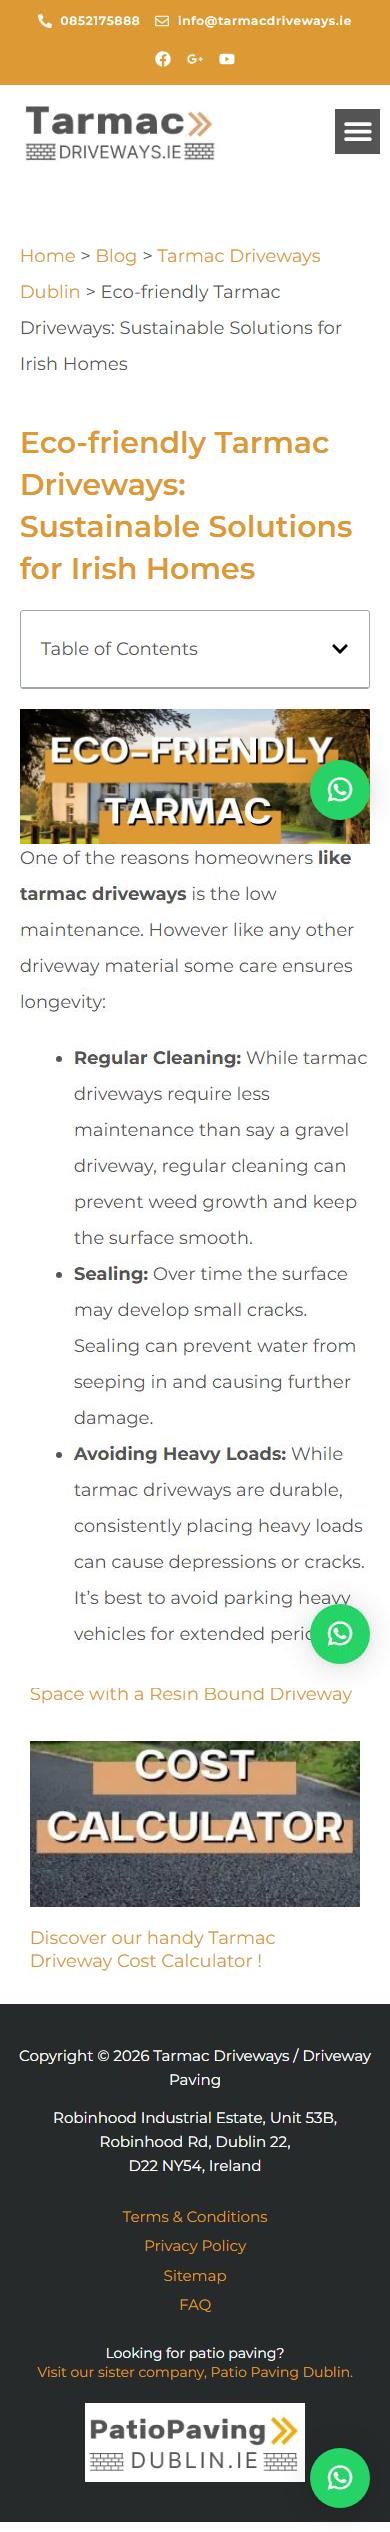 0852175888 info@tarmacdriveways.ie
Tarmac
DRIVEWAYS.IE
Home > Blog > Tarmac Driveways
Dublin > Eco-friendly Tarmac
Driveways: Sustainable Solutions for
Irish Homes
Eco-friendly Tarmac
Driveways:
Sustainable Solutions
for Irish Homes
Table of Contents
ECO-FRIENDLY
TARMAC
One of the reasons homeowners like
tarmac driveways is the low
maintenance. However like any other
driveway material some care ensures
longevity:
• Regular Cleaning: While tarmac
driveways require less
maintenance than say a gravel
driveway, regular cleaning can
prevent weed growth and keep
the surface smooth.
• Sealing: Over time the surface
may develop small cracks.
Sealing can prevent water from
seeping in and causing further
damage.
• Avoiding Heavy Loads: While
tarmac driveways are durable,
consistently placing heavy loads
can cause depressions or cracks.
It's best to avoid parking heavy
vehicles for extended
Space with a Resin Bound Driveway
COST
CALCULATOR
Discover our handy Tarmac
Driveway Cost Calculator !
Copyright © 2026 Tarmac Driveways / Driveway
Paving
Robinhood Industrial Estate, Unit 53B,
Robinhood Rd, Dublin 22,
D22 NY54, Ireland
Terms & Conditions
Privacy Policy
Sitemap
FAQ
Looking for patio paving?
Visit our sister company, Patio Paving Dublin.
PatioPaving
DUBLIN.IE